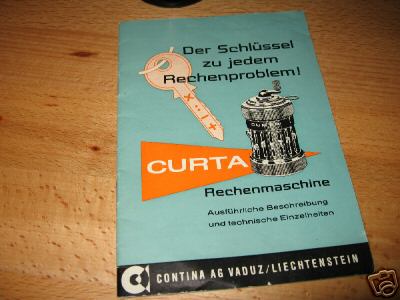 Der Schlüssel
zu jedem
Rechenproblem!
CURTA
Rechenmaschine
Ausführliche Beschreibung
und technische Einzelheiten
CONTINA AG VADUZ/LIECHTENSTEIN